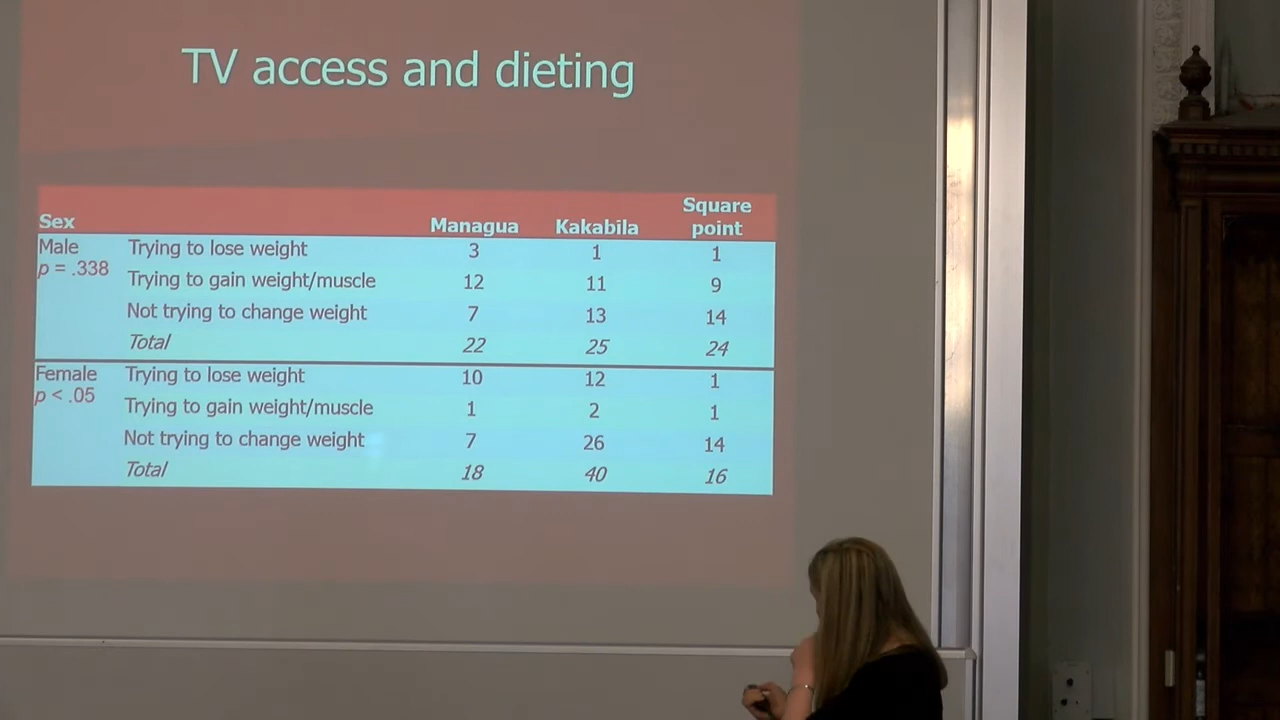 TV access and dieting
Sex Managua Kakabila Square point
Male Trying to lose weight 3 1 1
p = .338 Trying to gain weight/muscle 12 11 9
Not trying to change weight 7 13 14
Total 22 25 24
Female Trying to lose weight 10 12 1
p < .05 Trying to gain weight/muscle 1 2 1
Not trying to change weight 7 26 14
Total 18 40 16